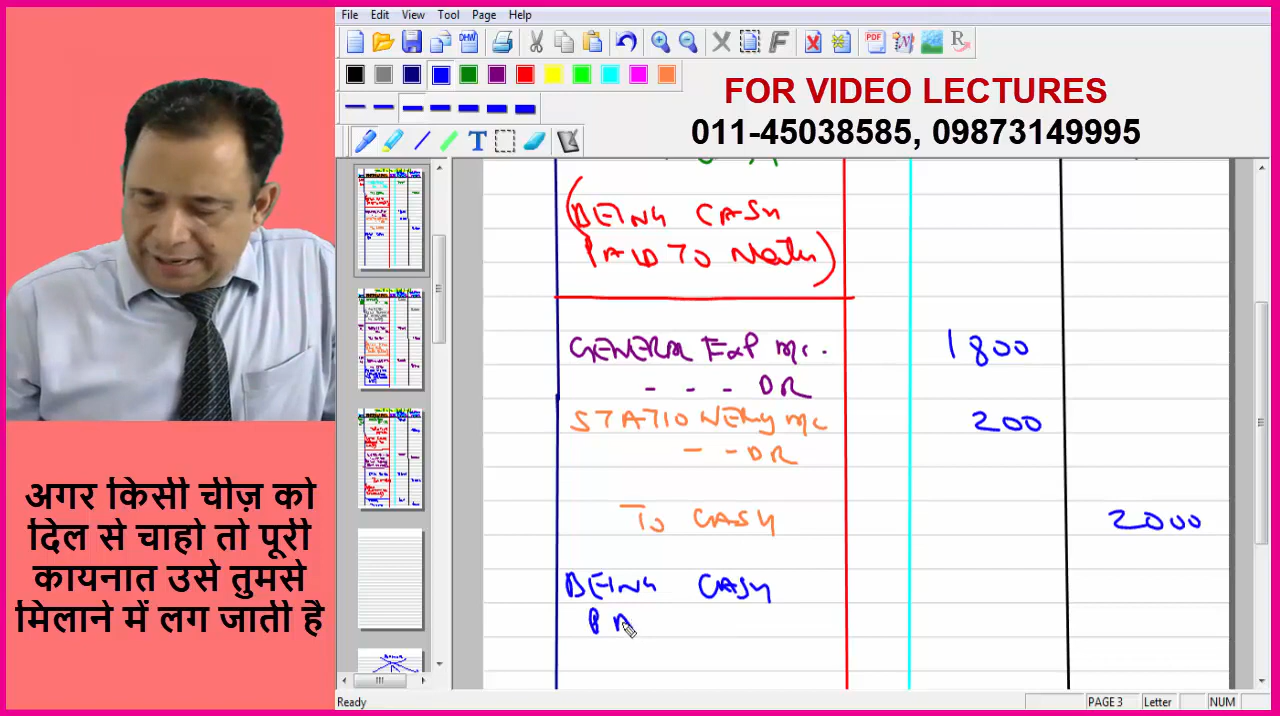 File Edit View Tool Page Help
FOR VIDEO LECTURES
011-45038585, 09873149995
(BEING CASH
PAID TO
GENERAL EXP A/C. 1800
- - - DR
STATIONERY A/C 200
- - DR
TO CASH 2000
BEING CASH
PA
अगर किसी चीज़ को
दिल से चाहो तो पूरी
कायनात उसे तुमसे
मिलाने में लग जाती है
Ready PAGE 3 Letter NUM